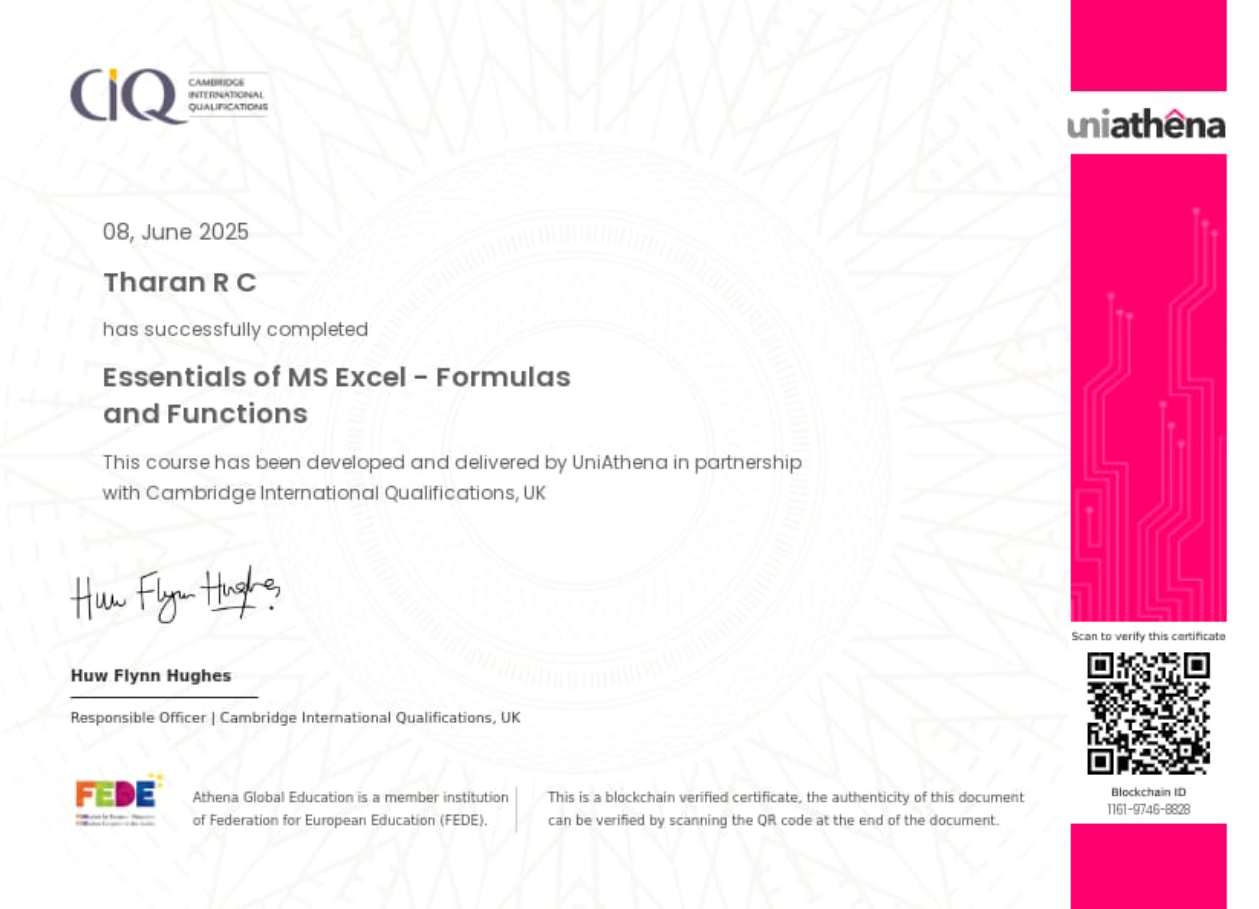 CIQ
CAMBRIDGE
INTERNATIONAL
QUALIFICATIONS
uniathêna
08, June 2025
Tharan R C
has successfully completed
Essentials of MS Excel - Formulas
and Functions
This course has been developed and delivered by UniAthena in partnership
with Cambridge International Qualifications, UK
Huw Flynn Hughes
Huw Flynn Hughes
Responsible Officer | Cambridge International Qualifications, UK
Scan to verify this certificate
Blockchain ID
1161-9746-8828
FEDE
Athena Global Education is a member institution
of Federation for European Education (FEDE).
This is a blockchain verified certificate, the authenticity of this document
can be verified by scanning the QR code at the end of the document.